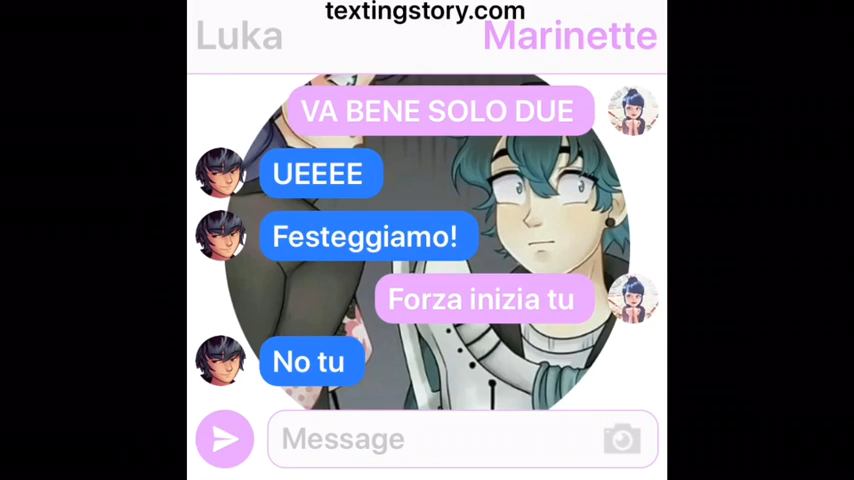 textingstory.com
Luka
Marinette
VA BENE SOLO DUE
UEEEE
Festeggiamo!
Forza inizia tu
No tu
Message